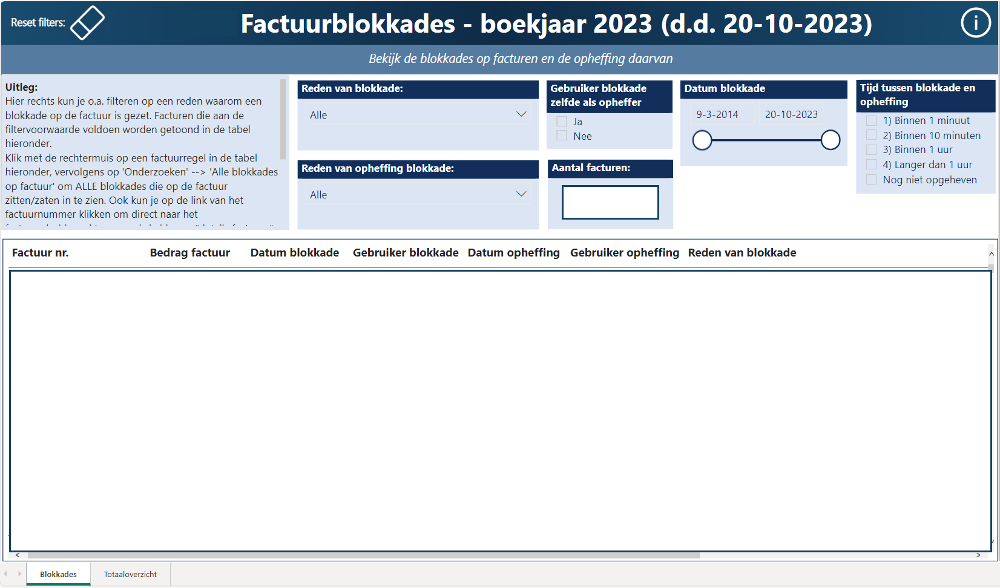 Reset filters:
Factuurblokkades - boekjaar 2023 (d.d. 20-10-2023)
i
Bekijk de blokkades op facturen en de opheffing daarvan
Uitleg:
Hier rechts kun je o.a. filteren op een reden waarom een
blokkade op de factuur is gezet. Facturen die aan de
filtervoorwaarde voldoen worden getoond in de tabel
hieronder.
Klik met de rechtermuis op een factuurregel in de tabel
hieronder, vervolgens op 'Onderzoeken' --> 'Alle blokkades
op factuur' om ALLE blokkades die op de factuur
zitten/zaten in te zien. Ook kun je op de link van het
factuurnummer klikken om direct naar het
Reden van blokkade:
Alle
Reden van opheffing blokkade:
Alle
Gebruiker blokkade
zelfde als opheffer
Ja
Nee
Aantal facturen:
Datum blokkade
9-3-2014
20-10-2023
Tijd tussen blokkade en
opheffing
1) Binnen 1 minuut
2) Binnen 10 minuten
3) Binnen 1 uur
4) Langer dan 1 uur
Nog niet opgeheven
Factuur nr. Bedrag factuur Datum blokkade Gebruiker blokkade Datum opheffing Gebruiker opheffing Reden van blokkade
Blokkades
Totaaloverzicht